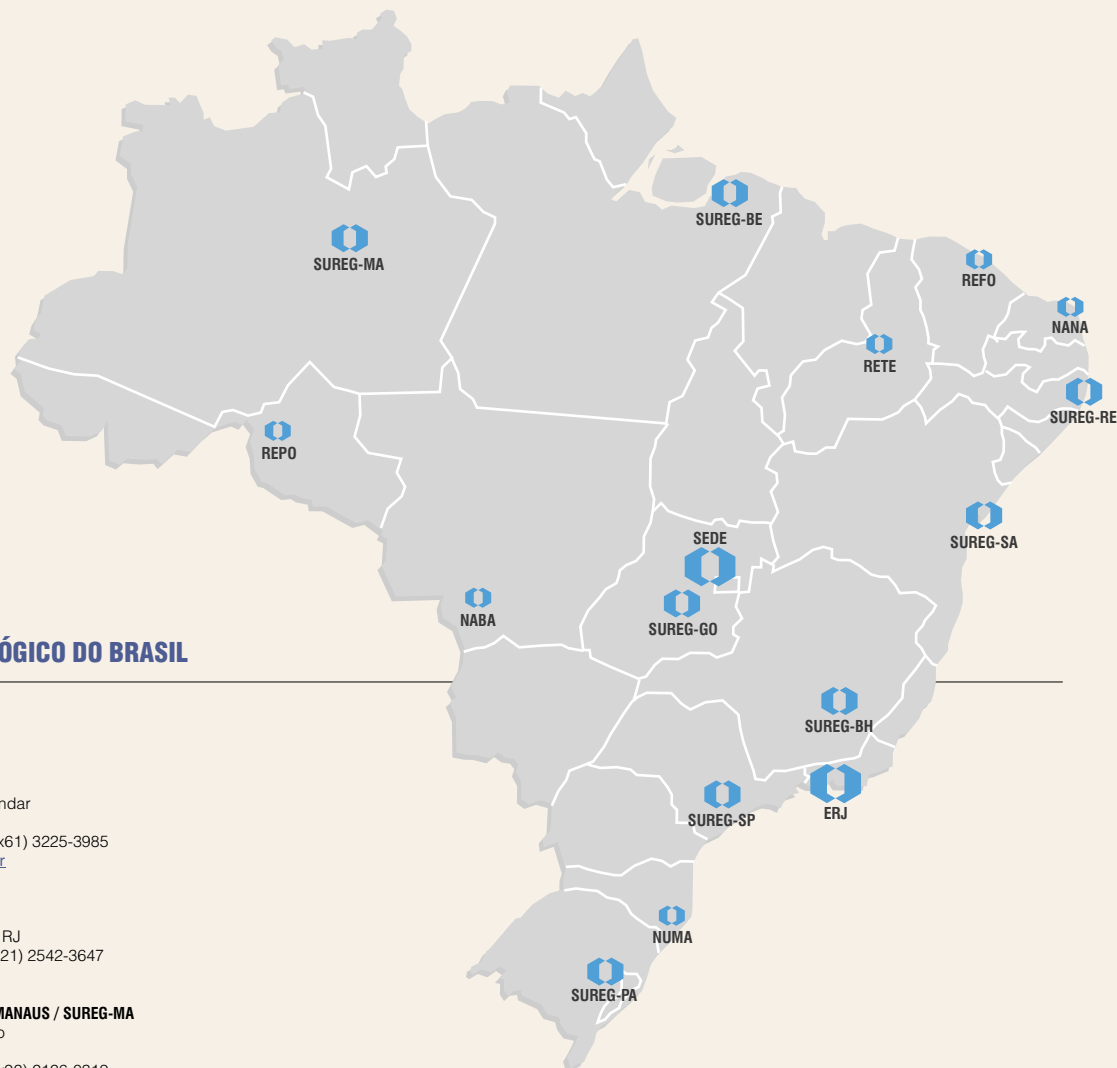 SUREG-BE
SUREG-MA
REFO
NANA
RETE
SUREG-RE
REPO
SUREG-SA
SEDE
NABA
SUREG-GO
ÓGICO DO BRASIL
SUREG-BH
ndar
SUREG-SP
ERJ
x61) 3225-3985
r
RJ
NUMA
21) 2542-3647
SUREG-PA
MANAUS / SUREG-MA
o